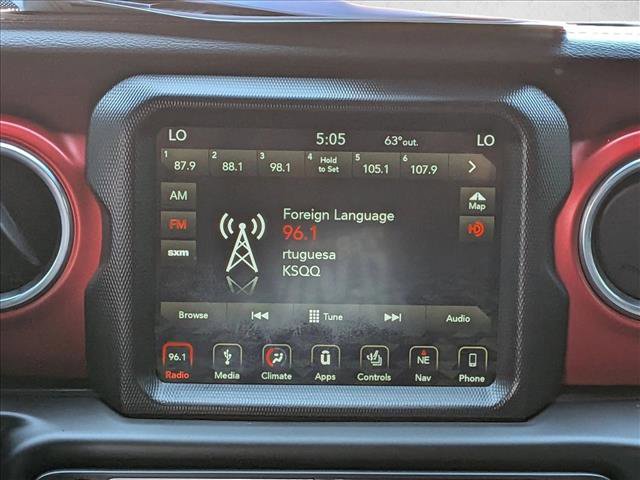 LO 5:05 63°out. LO
1 87.9 2 88.1 3 98.1 4 Hold to Set 5 105.1 6 107.9
AM
Map
Foreign Language
FM
96.1
rtuguesa
sxm
KSQQ
Browse Tune Audio
96.1 NE
Radio Media Climate Apps Controls Nav Phone